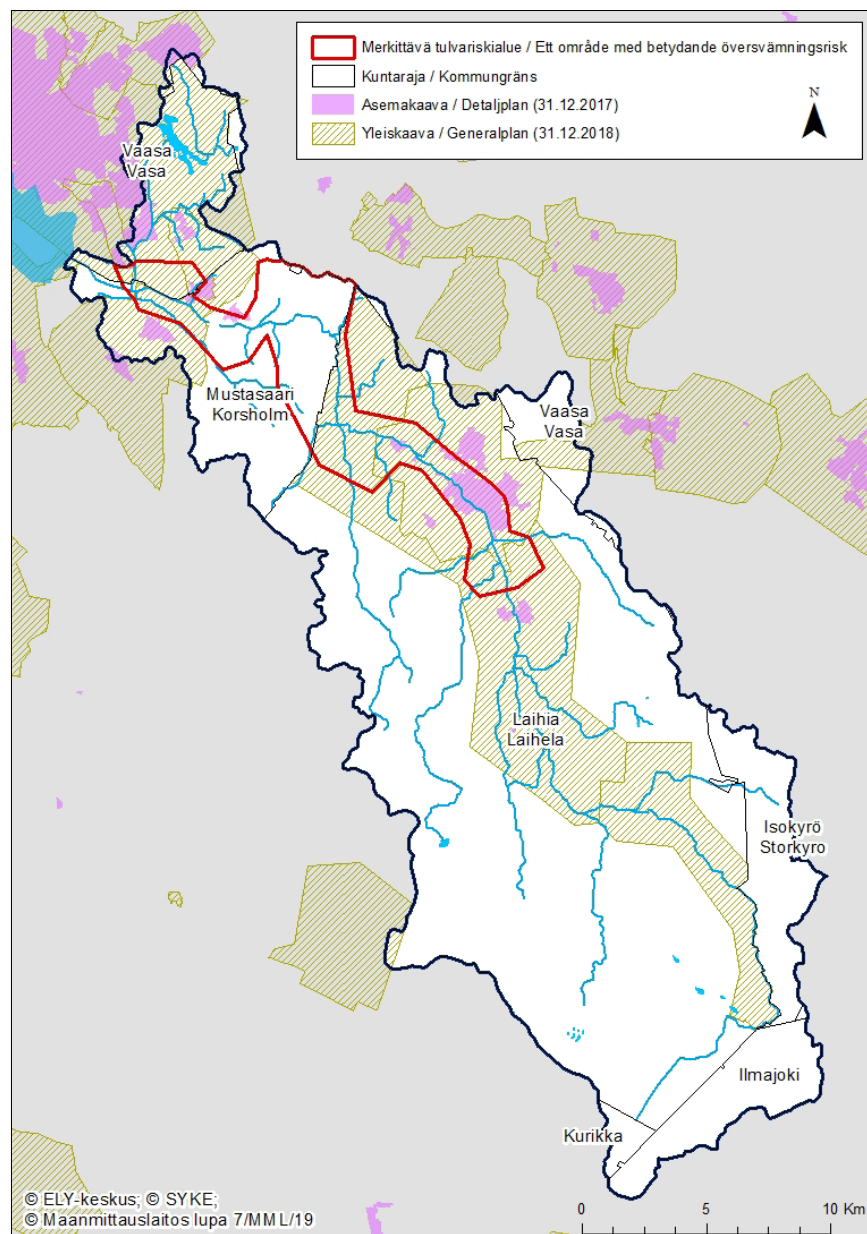 Merkittävä tulvariskialue / Ett område med betydande översvämningsrisk
Kuntaraja / Kommungräns
Asemakaava / Detaljplan (31.12.2017)
Yleiskaava / Generalplan (31.12.2018)
N
Vaasa
Vasa
Mustasaari
Korsholm
Vaasa
Vasa
Laihia
Laihela
Isokyrö
Storkyro
Ilmajoki
Kurikka
© ELY-keskus; © SYKE;
© Maanmittauslaitos lupa 7/MML/19
0 5 10 Km